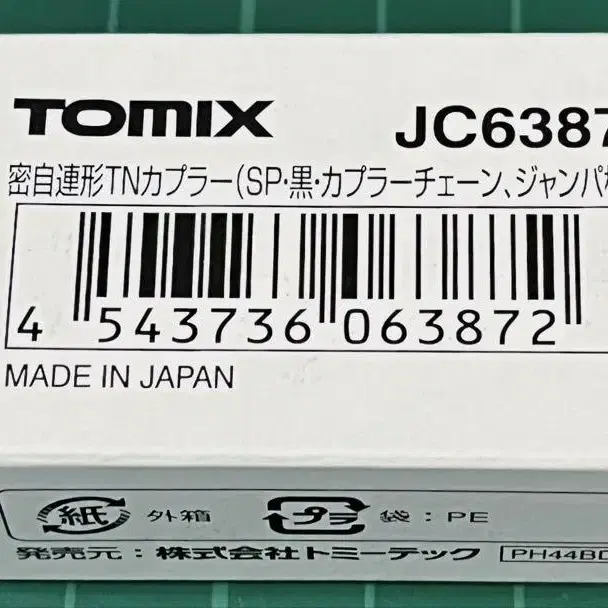 TOMIX JC6387
密自連形TNカプラー(SP・黒・カプラーチェーン、ジャンパ
4 543736 063872
MADE IN JAPAN
紙 外箱 プラ 袋：PE
発売元：株式会社トミーテック PH44BD